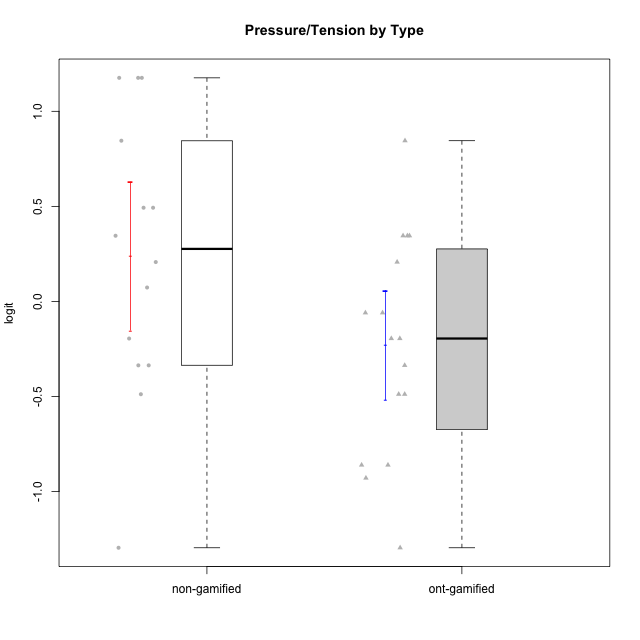 Pressure/Tension by Type
logit
1.0
0.5
0.0
-0.5
-1.0
non-gamified
ont-gamified